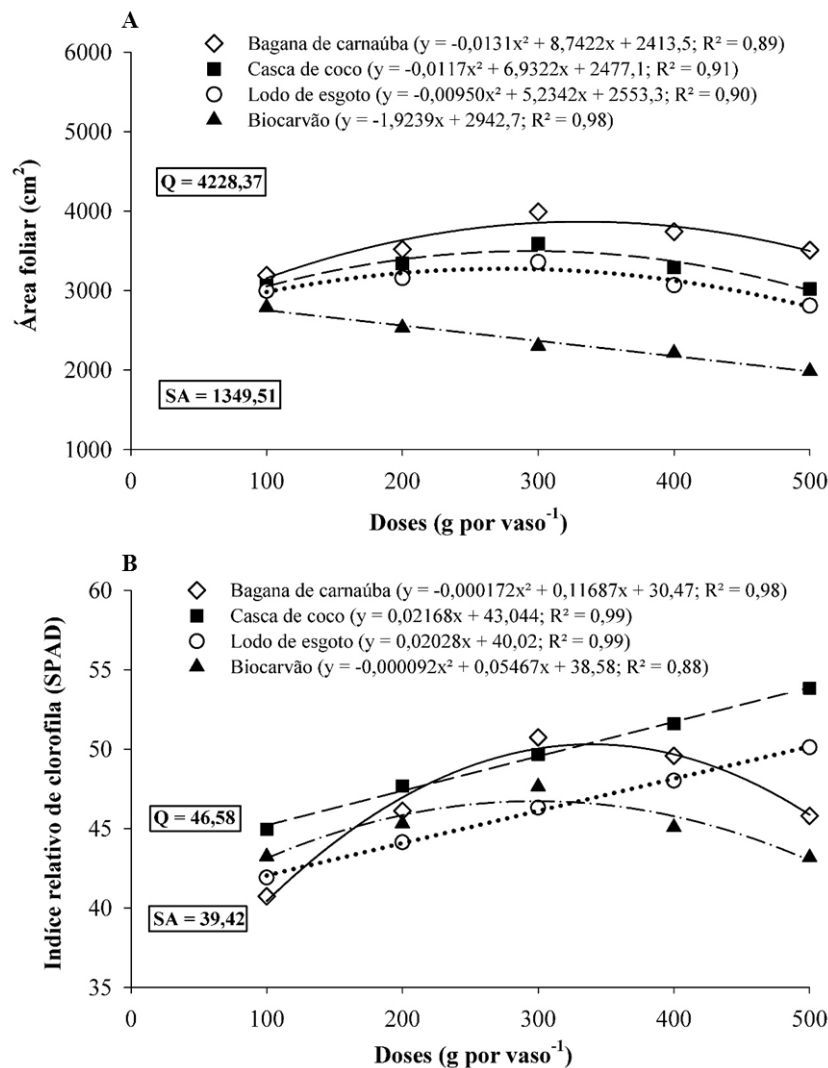 A
Bagana de carnaúba (y = -0,0131x² + 8,7422x + 2413,5; R² = 0,89)
Casca de coco (y = -0,0117x² + 6,9322x + 2477,1; R² = 0,91)
Lodo de esgoto (y = -0,00950x² + 5,2342x + 2553,3; R² = 0,90)
Biocarvão (y = -1,9239x + 2942,7; R² = 0,98)
Área foliar (cm²)
6000
5000
4000
3000
2000
1000
Q = 4228,37
SA = 1349,51
0 100 200 300 400 500
Doses (g por vaso⁻¹)
B
Bagana de carnaúba (y = -0,000172x² + 0,11687x + 30,47; R² = 0,98)
Casca de coco (y = 0,02168x + 43,044; R² = 0,99)
Lodo de esgoto (y = 0,02028x + 40,02; R² = 0,99)
Biocarvão (y = -0,000092x² + 0,05467x + 38,58; R² = 0,88)
Indíce relativo de clorofila (SPAD)
60
55
50
45
40
35
Q = 46,58
SA = 39,42
0 100 200 300 400 500
Doses (g por vaso⁻¹)